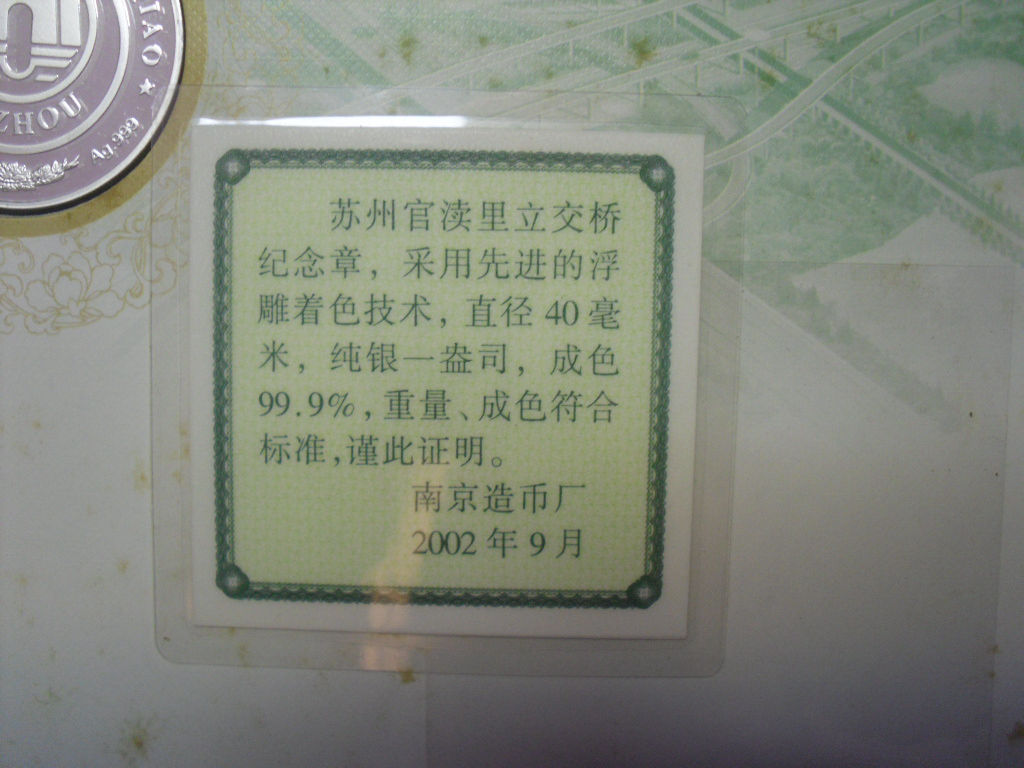 IAO ★
ZHOU
Ag.999
苏州官渎里立交桥
纪念章，采用先进的浮
雕着色技术，直径 40 毫
米，纯银一盎司，成色
99.9%，重量、成色符合
标准，谨此证明。
南京造币厂
2002 年 9 月